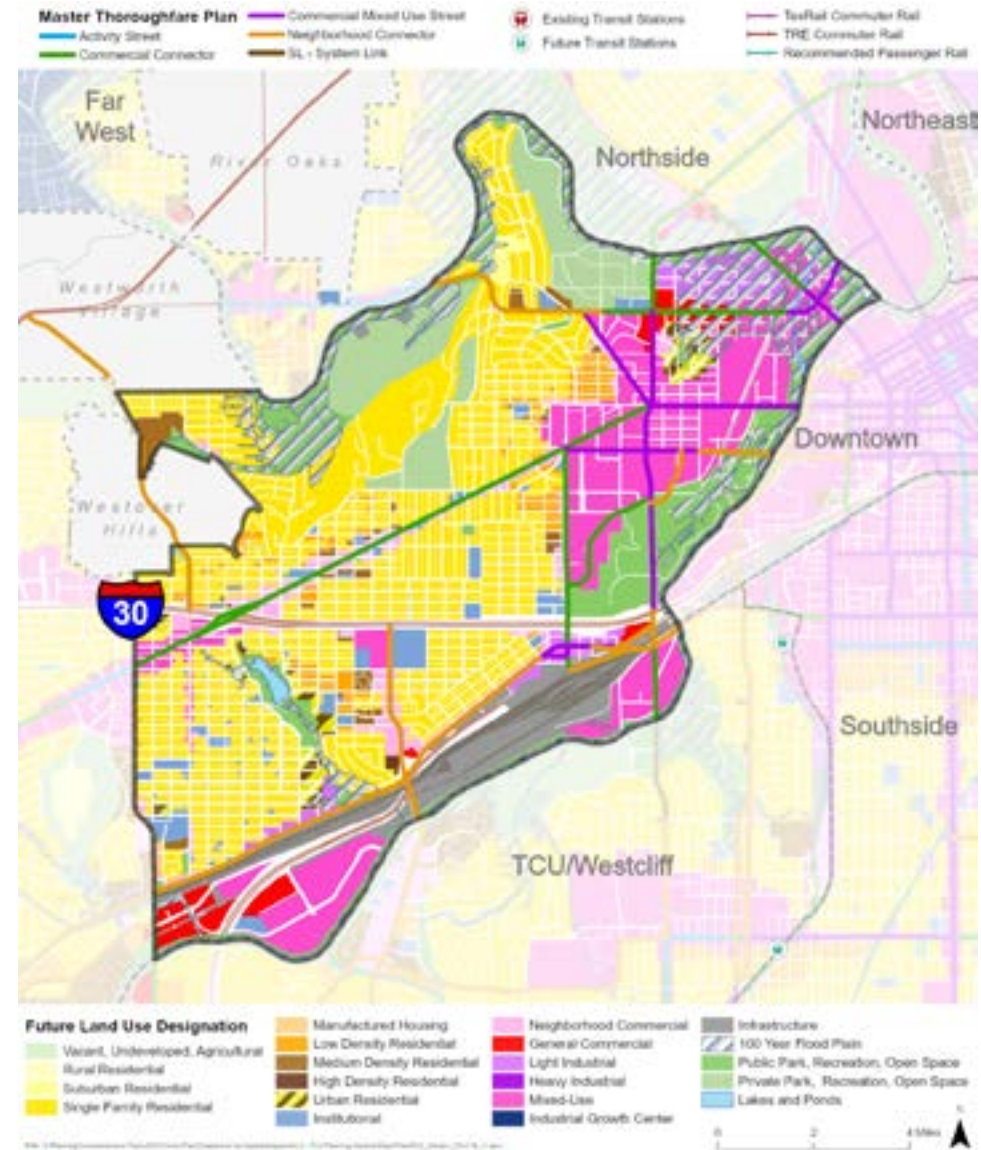 Master Thoroughfare Plan
Activity Street
Commercial Connector
Commercial Mixed Use Street
Neighborhood Connector
SL - System Link
Existing Transit Stations
Future Transit Stations
TexRail Commuter Rail
TRE Commuter Rail
Recommended Passenger Rail
Far
West
River Oaks
Northside
Northeast
Westworth
Village
Downtown
Westover
Hills
30
Southside
TCU/Westcliff
Future Land Use Designation
Vacant, Undeveloped, Agricultural
Rural Residential
Suburban Residential
Single Family Residential
Manufactured Housing
Low Density Residential
Medium Density Residential
High Density Residential
Urban Residential
Institutional
Neighborhood Commercial
General Commercial
Light Industrial
Heavy Industrial
Mixed-Use
Industrial Growth Center
Infrastructure
100 Year Flood Plain
Public Park, Recreation, Open Space
Private Park, Recreation, Open Space
Lakes and Ponds
0 2 4 Miles